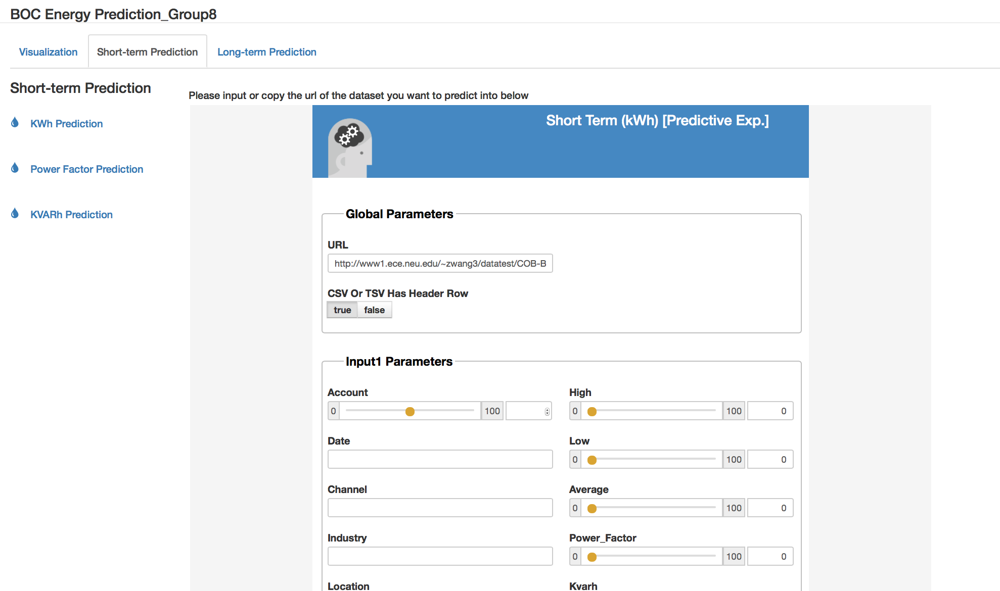 BOC Energy Prediction_Group8
Visualization
Short-term Prediction
Long-term Prediction
Short-term Prediction
KWh Prediction
Power Factor Prediction
KVARh Prediction
Please input or copy the url of the dataset you want to predict into below
Short Term (kWh) [Predictive Exp.]
Global Parameters
URL
http://www1.ece.neu.edu/~zwang3/datatest/COB-B
CSV Or TSV Has Header Row
true false
Input1 Parameters
Account
0 100
High
0 100 0
Date
Low
0 100 0
Channel
Average
0 100 0
Industry
Power_Factor
0 100 0
Location
Kvarh